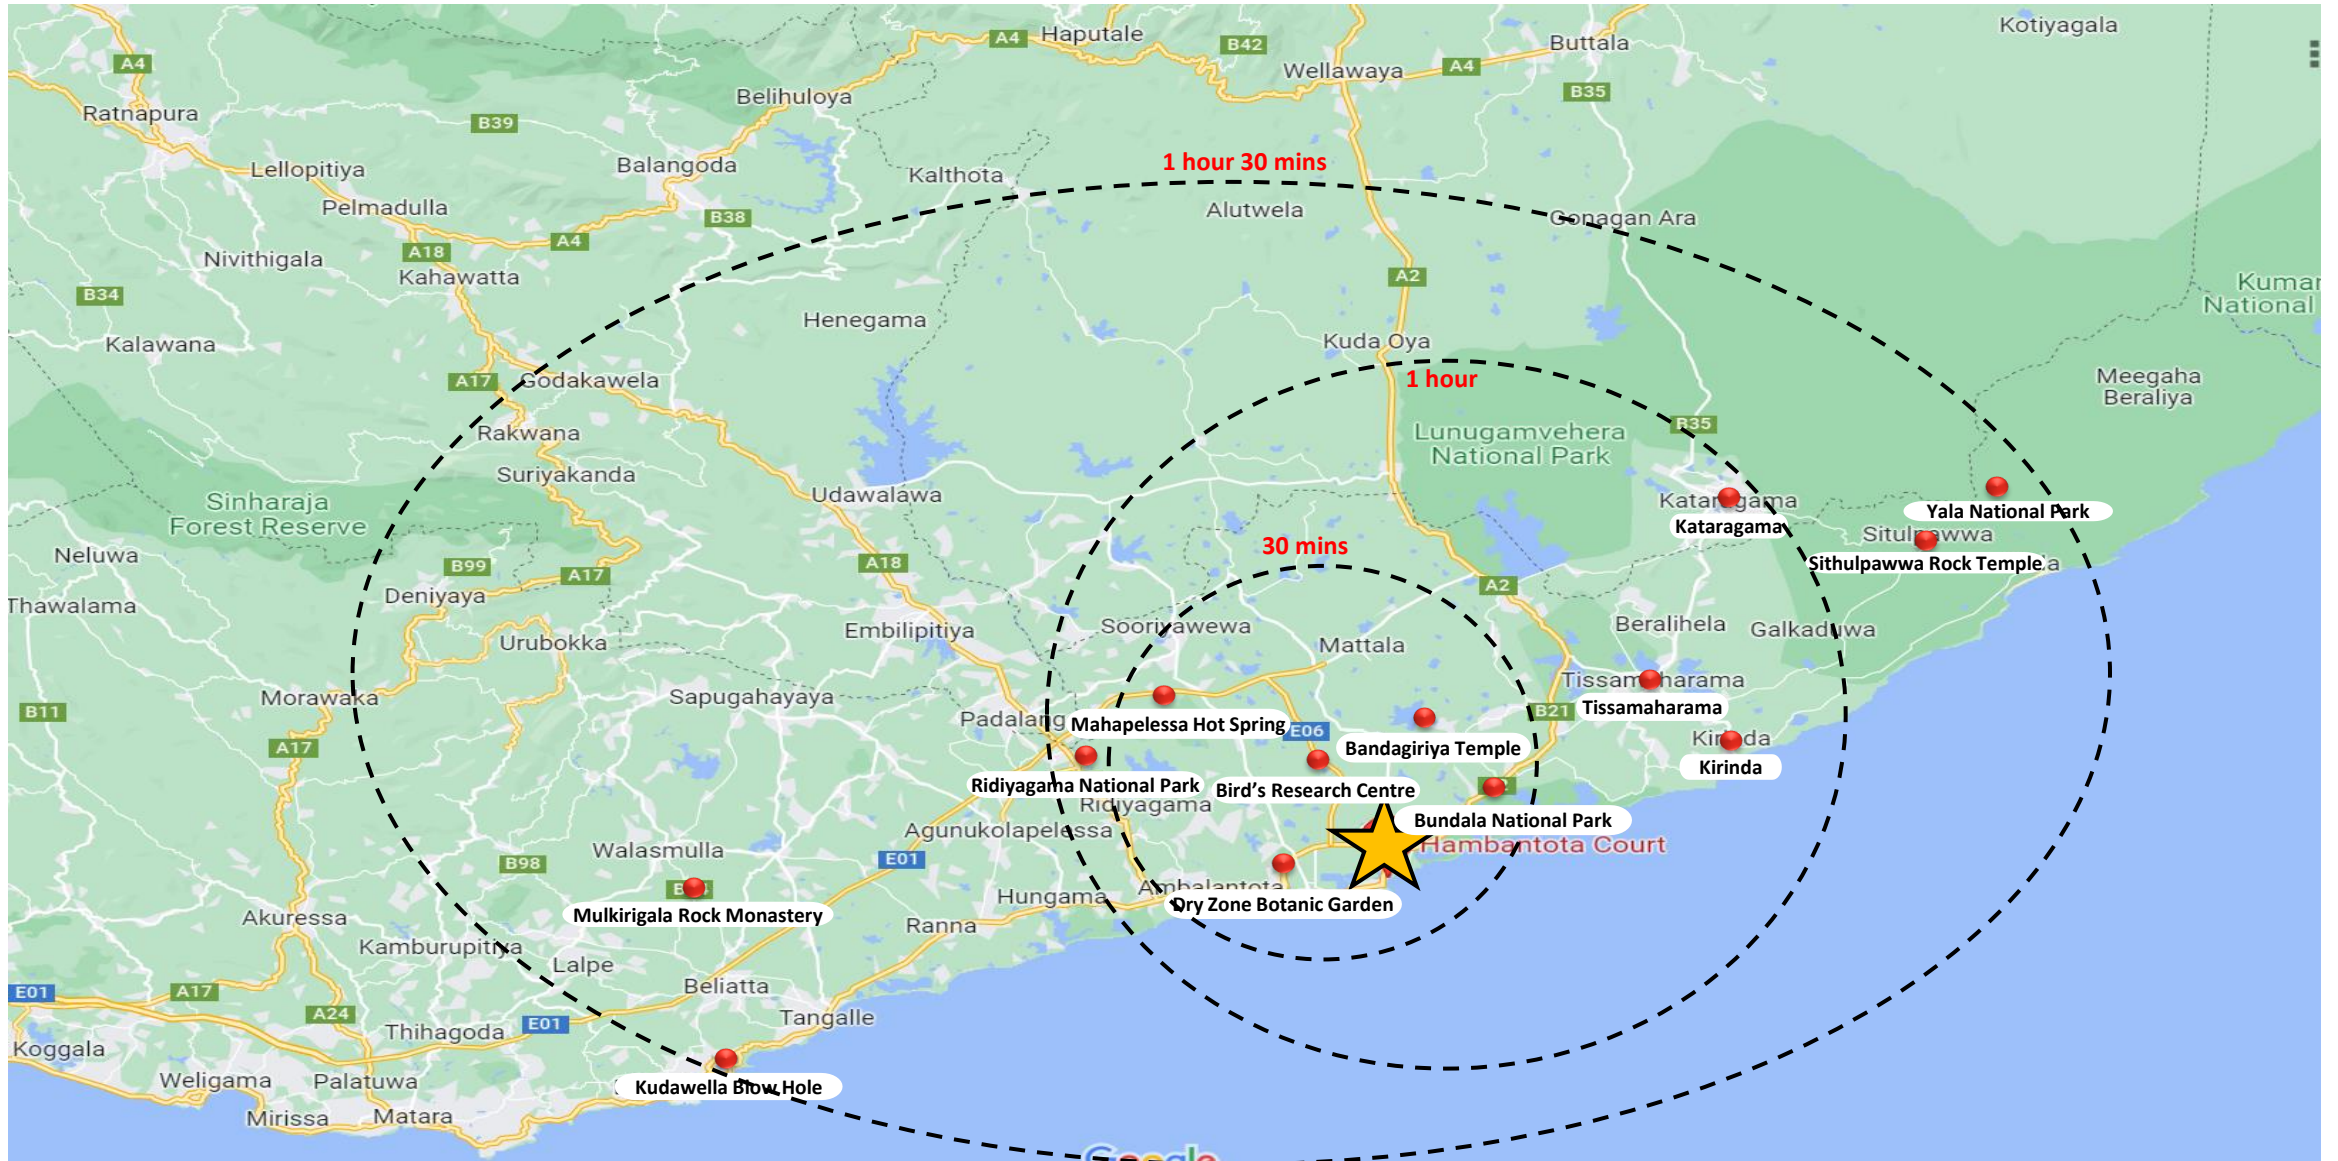 Kotiyagala
A4
Haputale
B42
Buttala
A4
Wellawaya
A4
B35
Belihuloya
Ratnapura
B39
1 hour 30 mins
Balangoda
Lellopitiya
Kalthota
Pelmadulla
B38
Alutwela
Gonagan Ara
A4
A18
Nivithigala
Kahawatta
A2
B34
Kumar
National
Henegama
Kalawana
Kuda Oya
A17
Godakawela
1 hour
Meegaha
Beraliya
B35
Rakwana
Lunugamvehera
National Park
Suriyakanda
Udawalawa
Sinharaja
Forest Reserve
Kataragama
Kataragama
Yala National Park
Situlpawwa
Sithulpawwa Rock Temple
a
30 mins
Neluwa
B99
A17
A18
A2
Deniyaya
Thawalama
Urubokka
Embilipitiya
Sooriyawewa
Mattala
Beralihela
Galkaduwa
Morawaka
Sapugahayaya
Tissamaharama
Tissamaharama
B11
Padalang
Mahapelessa Hot Spring
E06
B21
Bandagiriya Temple
Kirinda
Kirinda
A17
Ridiyagama National Park
Bird's Research Centre
Ridiyagama
Bundala National Park
Agunukolapelessa
Hambantota Court
Walasmulla
B98
E01
Ambalantota
Dry Zone Botanic Garden
Hungama
Mulkirigala Rock Monastery
Akuressa
Ranna
Kamburupitiya
Lalpe
Beliatta
E01
A17
A24
Thihagoda
E01
Tangalle
Koggala
Weligama
Palatuwa
Kudawella Blow Hole
Mirissa
Matara
Google